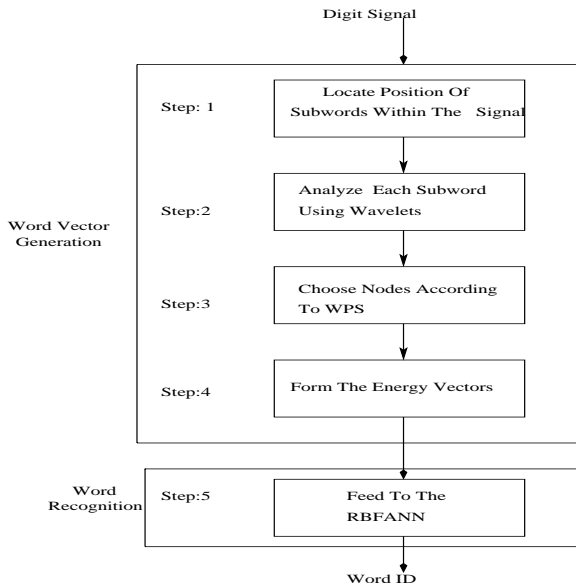 Digit Signal
Step: 1
Locate Position Of
Subwords Within The Signal
Step:2
Analyze Each Subword
Using Wavelets
Word Vector
Generation
Step:3
Choose Nodes According
To WPS
Step:4
Form The Energy Vectors
Word
Recognition
Step:5
Feed To The
RBFANN
Word ID